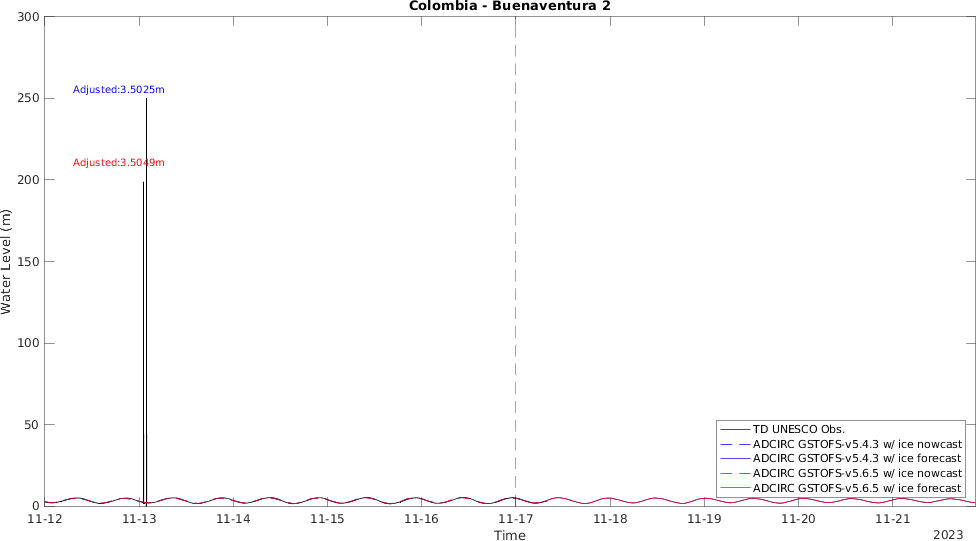 Colombia - Buenaventura 2
300
250
200
150
100
50
0
Water Level (m)
Adjusted:3.5025m
Adjusted:3.5049m
TD UNESCO Obs.
ADCIRC GSTOFS-v5.4.3 w/ ice nowcast
ADCIRC GSTOFS-v5.4.3 w/ ice forecast
ADCIRC GSTOFS-v5.6.5 w/ ice nowcast
ADCIRC GSTOFS-v5.6.5 w/ ice forecast
11-12 11-13 11-14 11-15 11-16 11-17 11-18 11-19 11-20 11-21
Time
2023